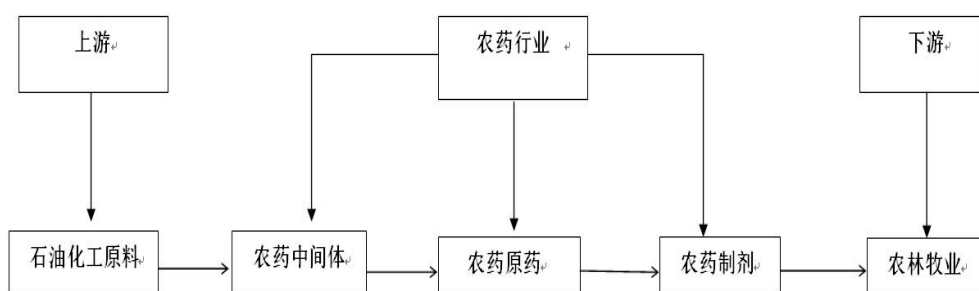 上游
农药行业
下游
石油化工原料
农药中间体
农药原药
农药制剂
农林牧业